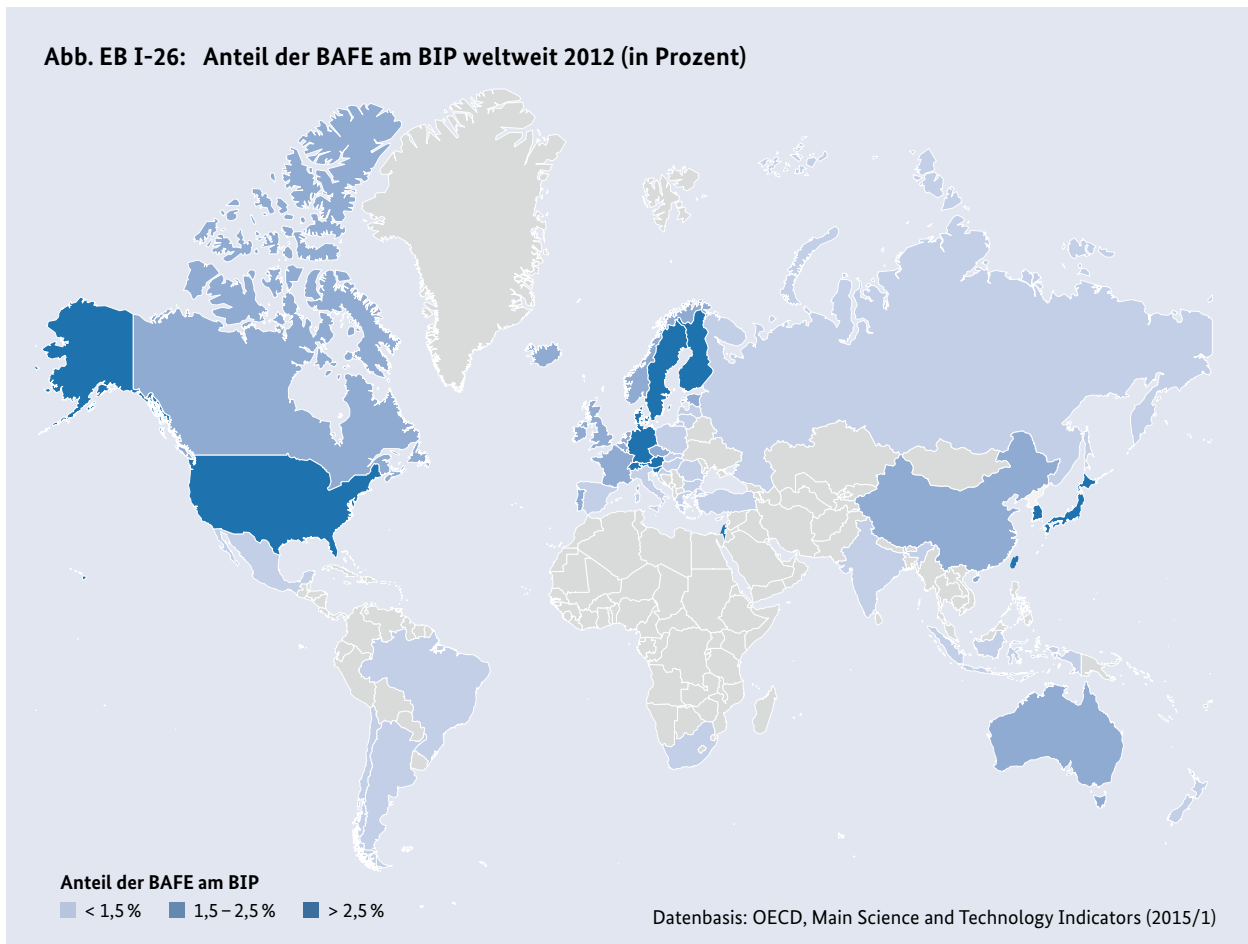 Abb. EB I-26: Anteil der BAFE am BIP weltweit 2012 (in Prozent)
Anteil der BAFE am BIP
< 1,5 % 1,5 – 2,5 % > 2,5 %
Datenbasis: OECD, Main Science and Technology Indicators (2015/1)